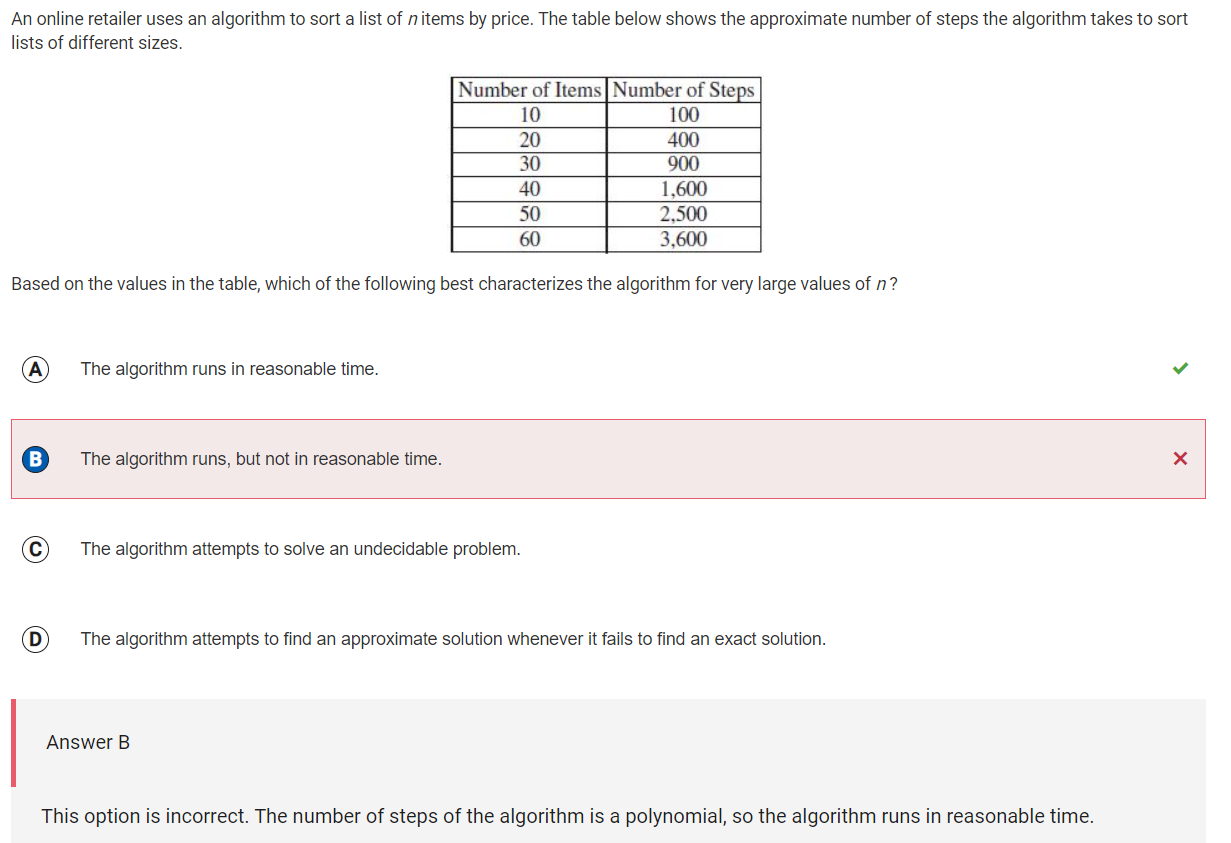 An online retailer uses an algorithm to sort a list of n items by price. The table below shows the approximate number of steps the algorithm takes to sort
lists of different sizes.
Number of Items Number of Steps
10 100
20 400
30 900
40 1,600
50 2,500
60 3,600
Based on the values in the table, which of the following best characterizes the algorithm for very large values of n ?
A The algorithm runs in reasonable time.
B The algorithm runs, but not in reasonable time.
C The algorithm attempts to solve an undecidable problem.
D The algorithm attempts to find an approximate solution whenever it fails to find an exact solution.
Answer B
This option is incorrect. The number of steps of the algorithm is a polynomial, so the algorithm runs in reasonable time.